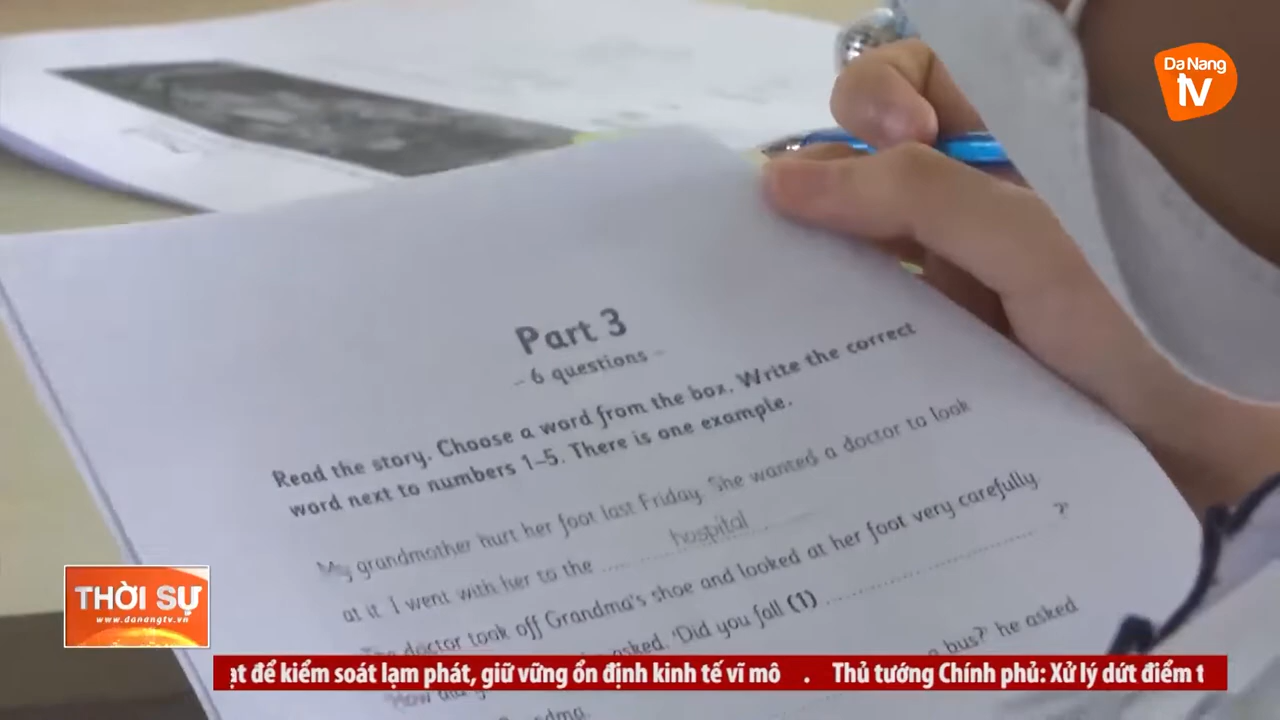 Da Nang
tv
Part 3
- 6 questions -
Read the story. Choose a word from the box. Write the correct
word next to numbers 1–5. There is one example.
My grandmother hurt her foot last Friday. She wanted a doctor to look
at it. I went with her to the .... hospital ....
The doctor took off Grandma's shoe and looked at her foot very carefully.
asked. 'Did you fall (1) .................... ?'
a bus?' he asked
Grandma.
THỜI SỰ
www.danangtv.vn
ạt để kiểm soát lạm phát, giữ vững ổn định kinh tế vĩ mô . Thủ tướng Chính phủ: Xử lý dứt điểm t